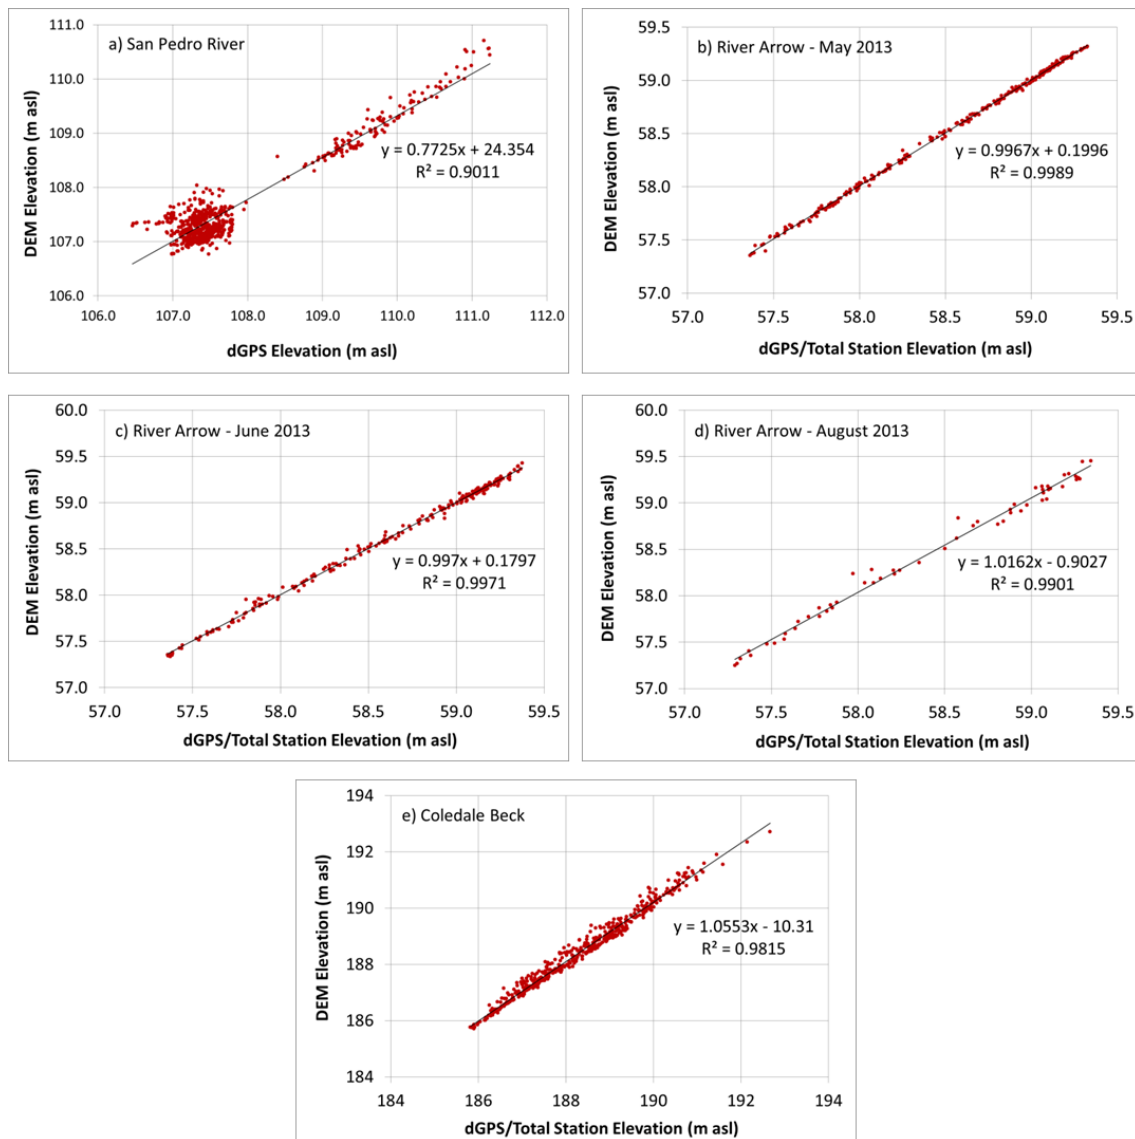 a) San Pedro River
111.0
110.0
109.0
108.0
107.0
106.0
DEM Elevation (m asl)
y = 0.7725x + 24.354
R² = 0.9011
106.0 107.0 108.0 109.0 110.0 111.0 112.0
dGPS Elevation (m asl)
b) River Arrow - May 2013
59.5
59.0
58.5
58.0
57.5
57.0
DEM Elevation (m asl)
y = 0.9967x + 0.1996
R² = 0.9989
57.0 57.5 58.0 58.5 59.0 59.5
dGPS/Total Station Elevation (m asl)
c) River Arrow - June 2013
60.0
59.5
59.0
58.5
58.0
57.5
57.0
DEM Elevation (m asl)
y = 0.997x + 0.1797
R² = 0.9971
57.0 57.5 58.0 58.5 59.0 59.5
dGPS/Total Station Elevation (m asl)
d) River Arrow - August 2013
60.0
59.5
59.0
58.5
58.0
57.5
57.0
DEM Elevation (m asl)
y = 1.0162x - 0.9027
R² = 0.9901
57.0 57.5 58.0 58.5 59.0 59.5
dGPS/Total Station Elevation (m asl)
e) Coledale Beck
194
192
190
188
186
184
DEM Elevation (m asl)
y = 1.0553x - 10.31
R² = 0.9815
184 186 188 190 192 194
dGPS/Total Station Elevation (m asl)